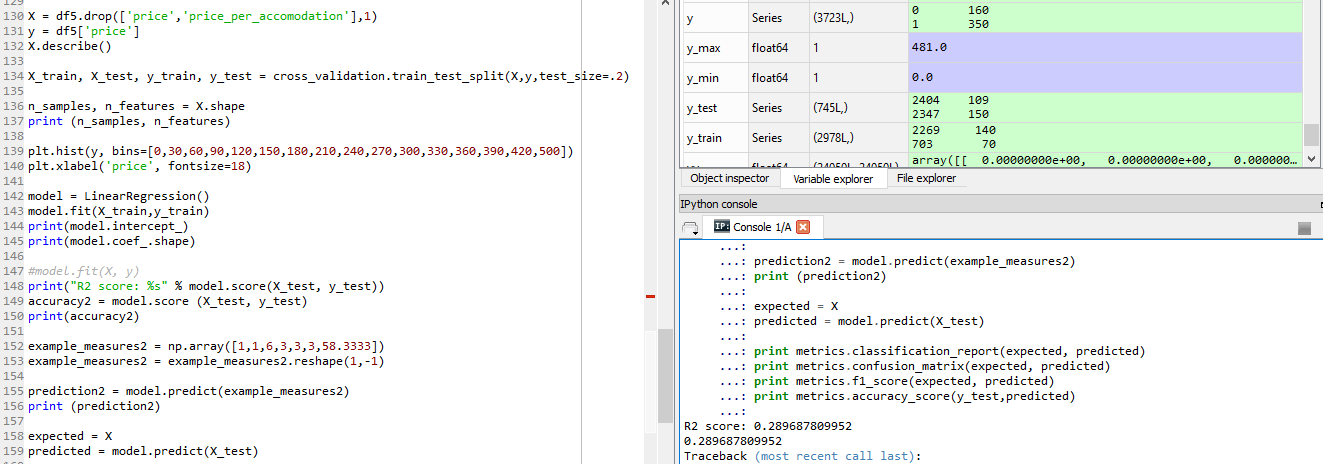 129
130 X = df5.drop(['price','price_per_accomodation'],1)
131 y = df5['price']
132 X.describe()
133
134 X_train, X_test, y_train, y_test = cross_validation.train_test_split(X,y,test_size=.2)
135
136 n_samples, n_features = X.shape
137 print (n_samples, n_features)
138
139 plt.hist(y, bins=[0,30,60,90,120,150,180,210,240,270,300,330,360,390,420,500])
140 plt.xlabel('price', fontsize=18)
141
142 model = LinearRegression()
143 model.fit(X_train,y_train)
144 print(model.intercept_)
145 print(model.coef_.shape)
146
147 #model.fit(X, y)
148 print("R2 score: %s" % model.score(X_test, y_test))
149 accuracy2 = model.score (X_test, y_test)
150 print(accuracy2)
151
152 example_measures2 = np.array([1,1,6,3,3,3,58.3333])
153 example_measures2 = example_measures2.reshape(1,-1)
154
155 prediction2 = model.predict(example_measures2)
156 print (prediction2)
157
158 expected = X
159 predicted = model.predict(X_test)
y Series (3723L,) 0 160
1 350
y_max float64 1 481.0
y_min float64 1 0.0
y_test Series (745L,) 2404 109
2347 150
y_train Series (2978L,) 2269 140
703 70
array([[ 0.00000000e+00, 0.00000000e+00, 0.000000…
Object inspector Variable explorer File explorer
IPython console
IP: Console 1/A
...:
...: prediction2 = model.predict(example_measures2)
...: print (prediction2)
...:
...: expected = X
...: predicted = model.predict(X_test)
...:
...: print metrics.classification_report(expected, predicted)
...: print metrics.confusion_matrix(expected, predicted)
...: print metrics.f1_score(expected, predicted)
...: print metrics.accuracy_score(y_test,predicted)
...:
R2 score: 0.289687809952
0.289687809952
Traceback (most recent call last):